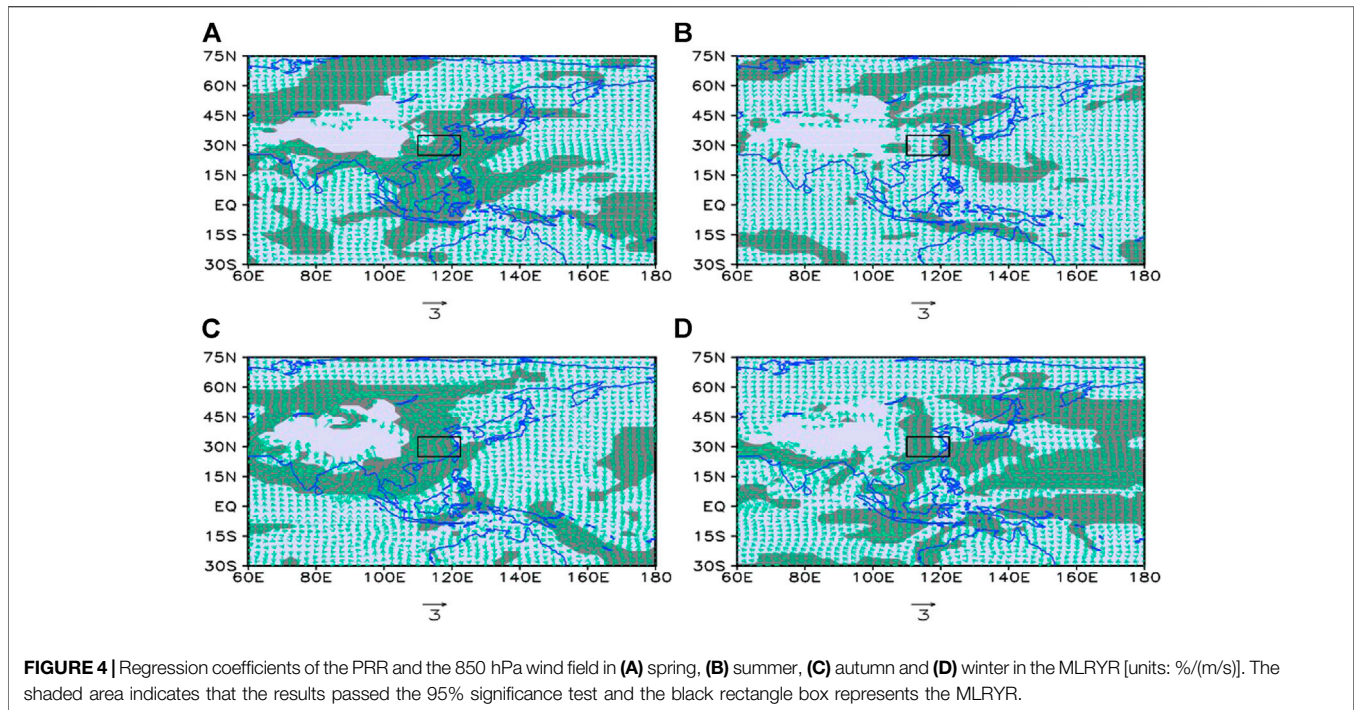 A
B
75N
60N
45N
30N
15N
EQ
15S
30S
60E 80E 100E 120E 140E 160E 180
3
75N
60N
45N
30N
15N
EQ
15S
30S
60E 80E 100E 120E 140E 160E 180
3
C
D
75N
60N
45N
30N
15N
EQ
15S
30S
60E 80E 100E 120E 140E 160E 180
3
75N
60N
45N
30N
15N
EQ
15S
30S
60E 80E 100E 120E 140E 160E 180
3
FIGURE 4 | Regression coefficients of the PRR and the 850 hPa wind field in (A) spring, (B) summer, (C) autumn and (D) winter in the MLRYR [units: %/(m/s)]. The
shaded area indicates that the results passed the 95% significance test and the black rectangle box represents the MLRYR.